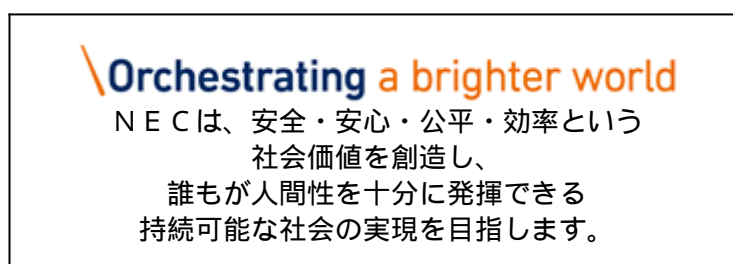 \Orchestrating a brighter world
ＮＥＣは、安全・安心・公平・効率という
社会価値を創造し、
誰もが人間性を十分に発揮できる
持続可能な社会の実現を目指します。